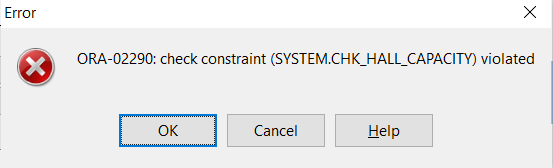 Error
ORA-02290: check constraint (SYSTEM.CHK_HALL_CAPACITY) violated
OK Cancel Help